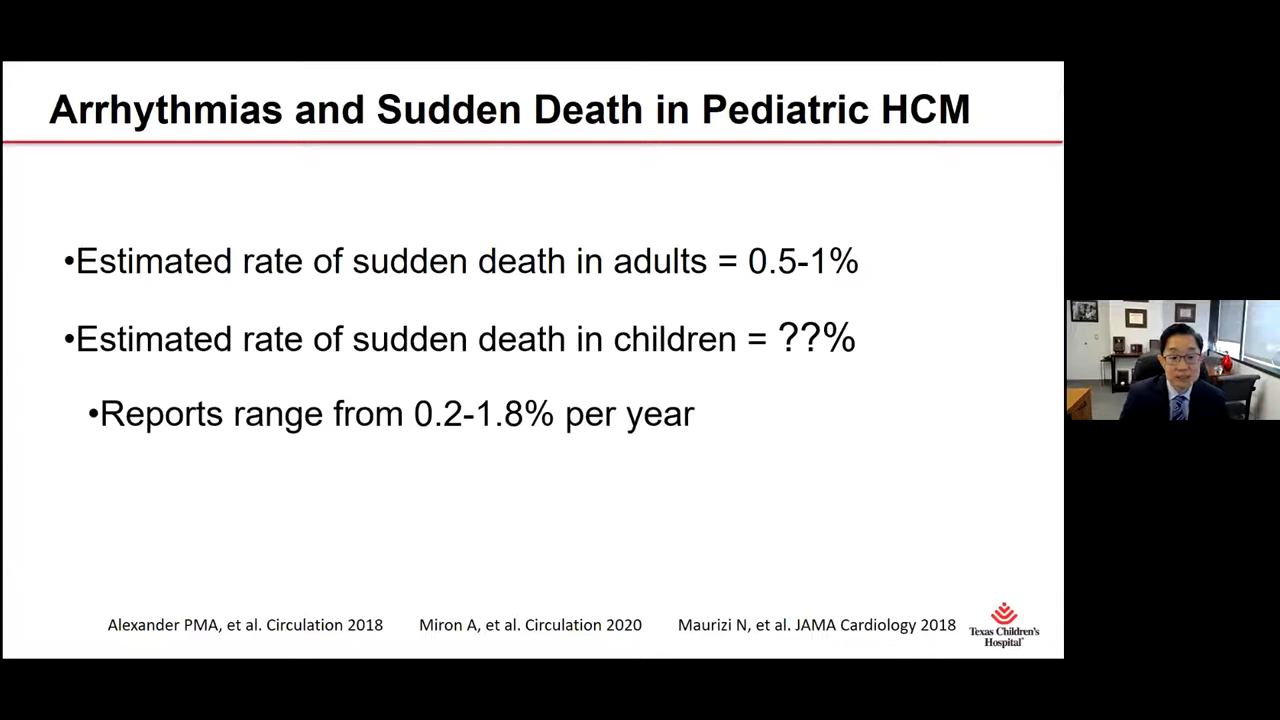 Arrhythmias and Sudden Death in Pediatric HCM
•Estimated rate of sudden death in adults = 0.5-1%
•Estimated rate of sudden death in children = ??%
•Reports range from 0.2-1.8% per year
Alexander PMA, et al. Circulation 2018 Miron A, et al. Circulation 2020 Maurizi N, et al. JAMA Cardiology 2018
Texas Children's
Hospital